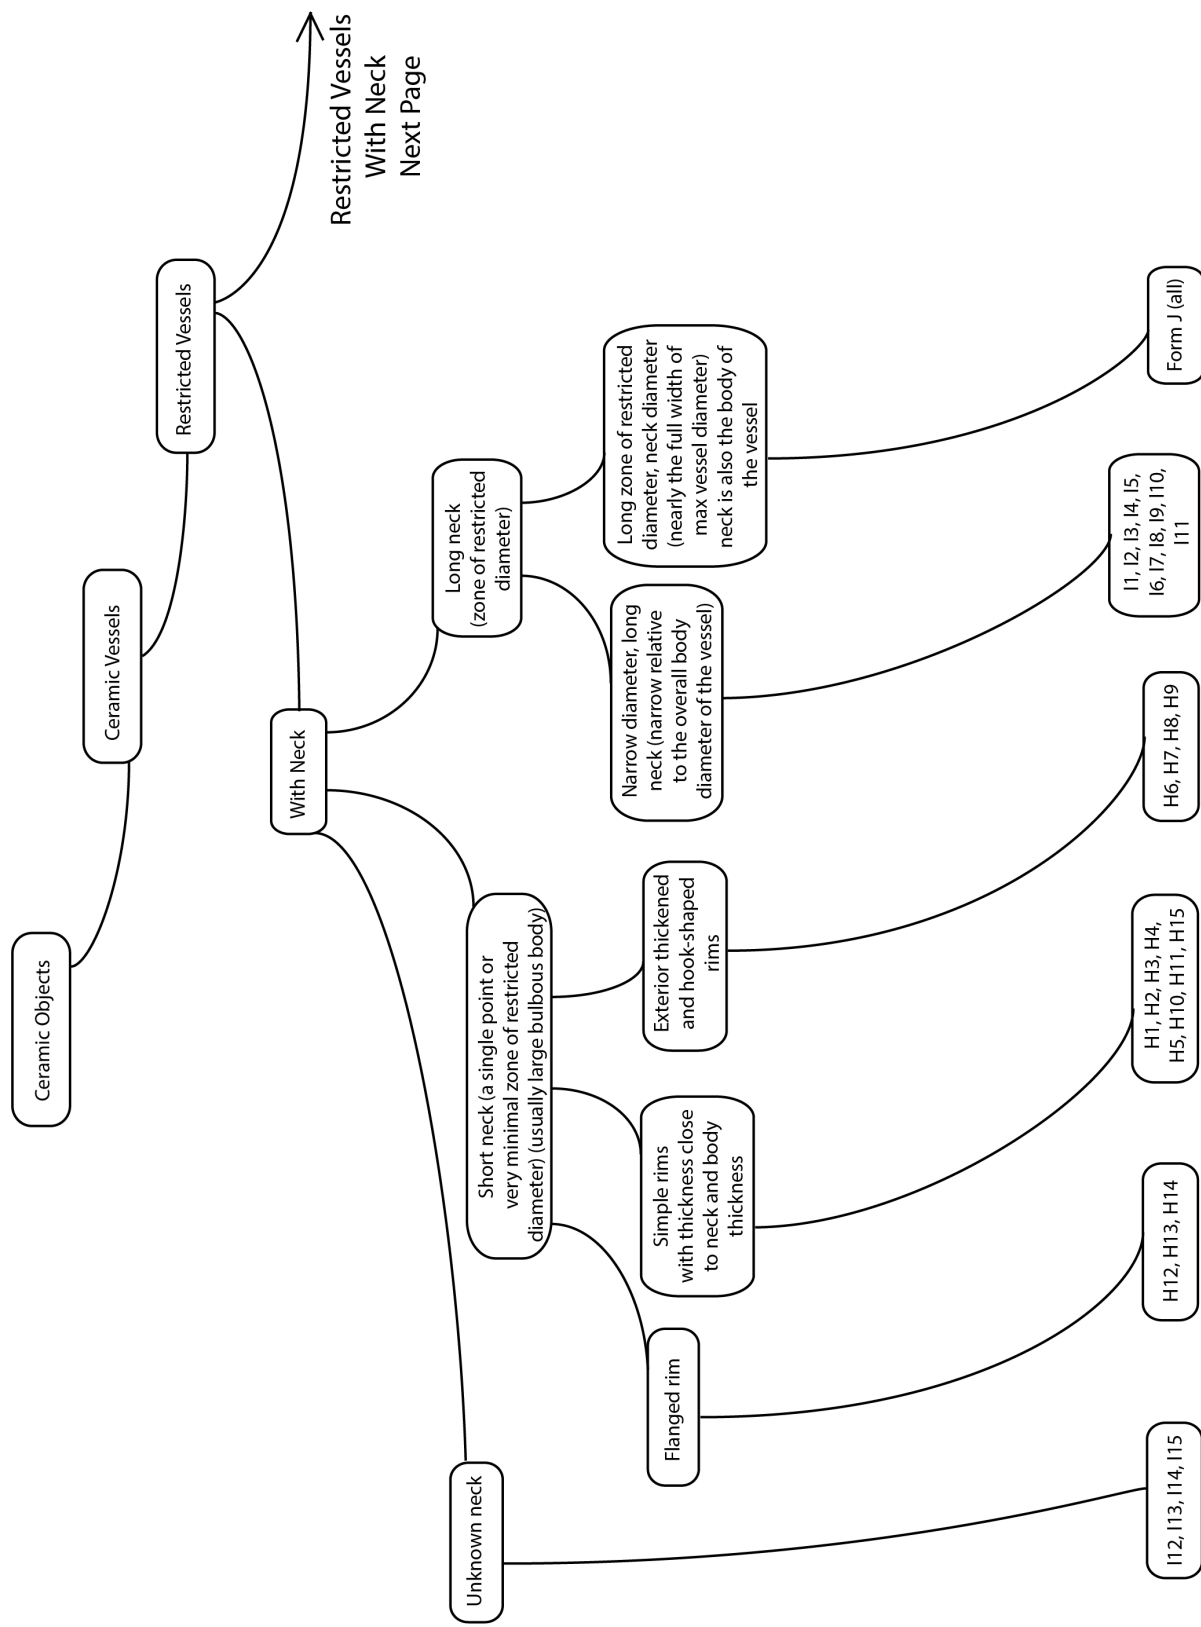 Ceramic Objects
Ceramic Vessels
Restricted Vessels
Restricted Vessels
With Neck
Next Page
With Neck
Unknown neck
Short neck (a single point or
very minimal zone of restricted
diameter) (usually large bulbous body)
Long neck
(zone of restricted
diameter)
Flanged rim
Simple rims
with thickness close
to neck and body
thickness
Exterior thickened
and hook-shaped
rims
Narrow diameter, long
neck (narrow relative
to the overall body
diameter of the vessel)
Long zone of restricted
diameter, neck diameter
(nearly the full width of
max vessel diameter)
neck is also the body of
the vessel
I12, I13, I14, I15
H12, H13, H14
H1, H2, H3, H4,
H5, H10, H11, H15
H6, H7, H8, H9
I1, I2, I3, I4, I5,
I6, I7, I8, I9, I10,
I11
Form J (all)